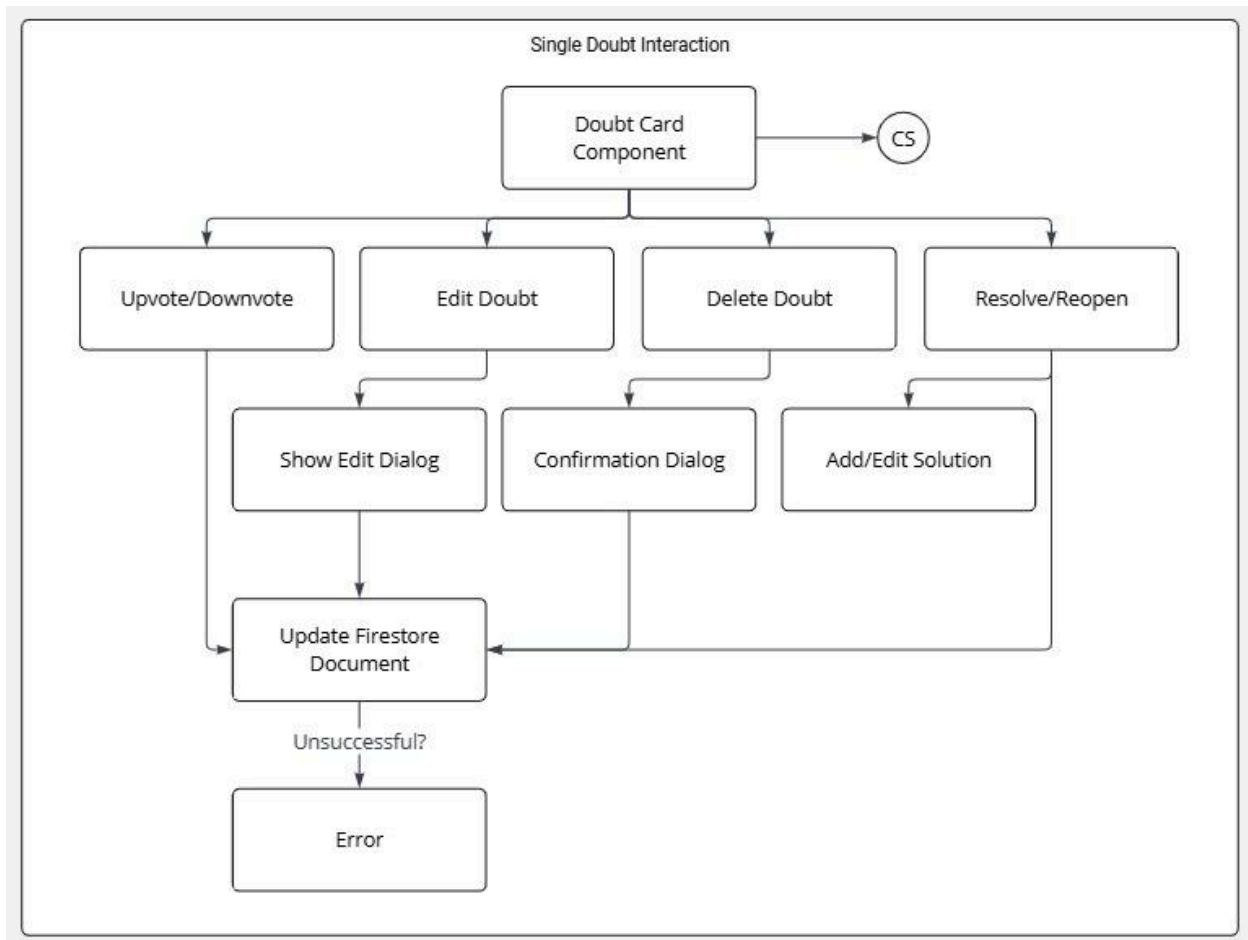 Single Doubt Interaction
Doubt Card
Component
CS
Upvote/Downvote
Edit Doubt
Delete Doubt
Resolve/Reopen
Show Edit Dialog
Confirmation Dialog
Add/Edit Solution
Update Firestore
Document
Unsuccessful?
Error